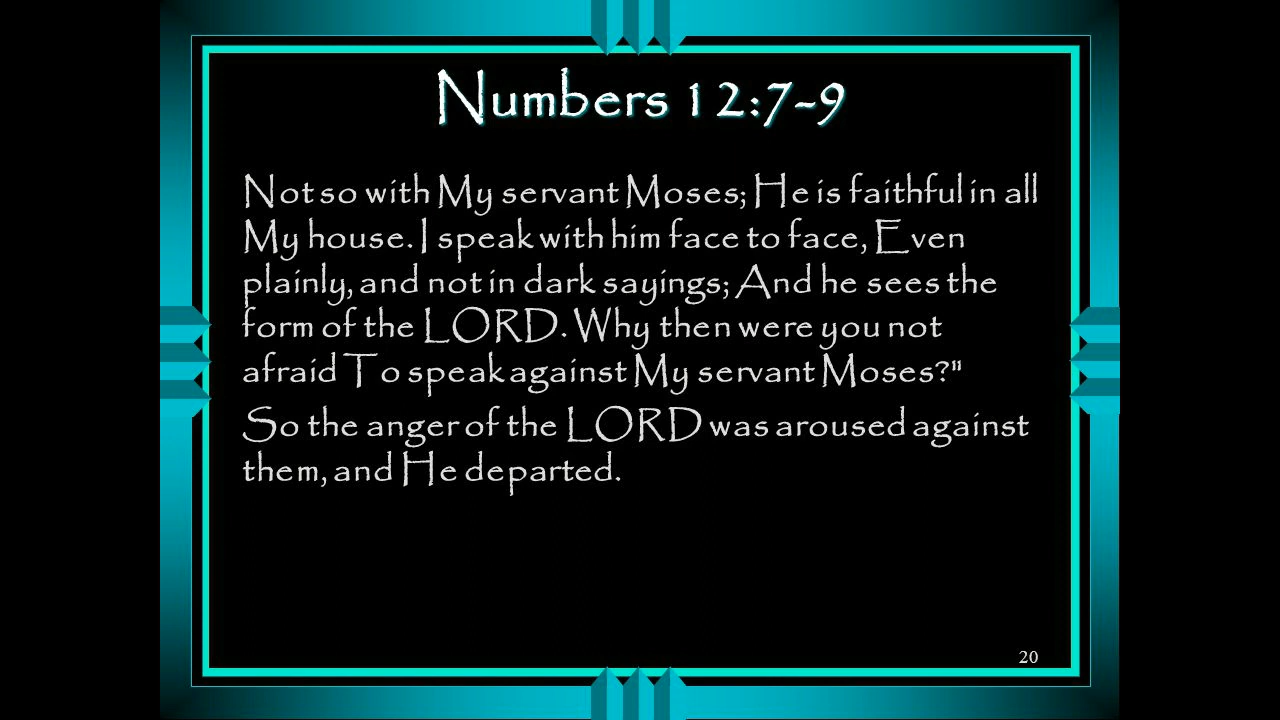 Numbers 12:7-9
Not so with My servant Moses; He is faithful in all
My house. I speak with him face to face, Even
plainly, and not in dark sayings; And he sees the
form of the LORD. Why then were you not
afraid To speak against My servant Moses?"
So the anger of the LORD was aroused against
them, and He departed.
20